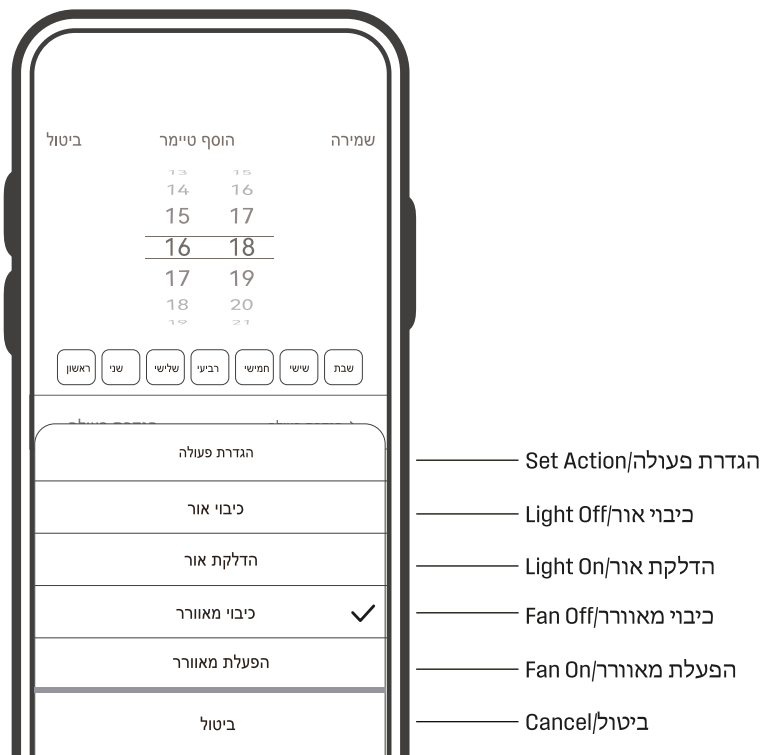 שמירה הוסף טיימר ביטול
13 15
14 16
15 17
16 18
17 19
18 20
19 21
ראשון שני שלישי רביעי חמישי שישי שבת
הגדרת פעולה
הגדרת פעולה
כיבוי אור
הדלקת אור
כיבוי מאוורר
הפעלת מאוורר
ביטול
Set Action/הגדרת פעולה
Light Off/כיבוי אור
Light On/הדלקת אור
Fan Off/כיבוי מאוורר
Fan On/הפעלת מאוורר
Cancel/ביטול